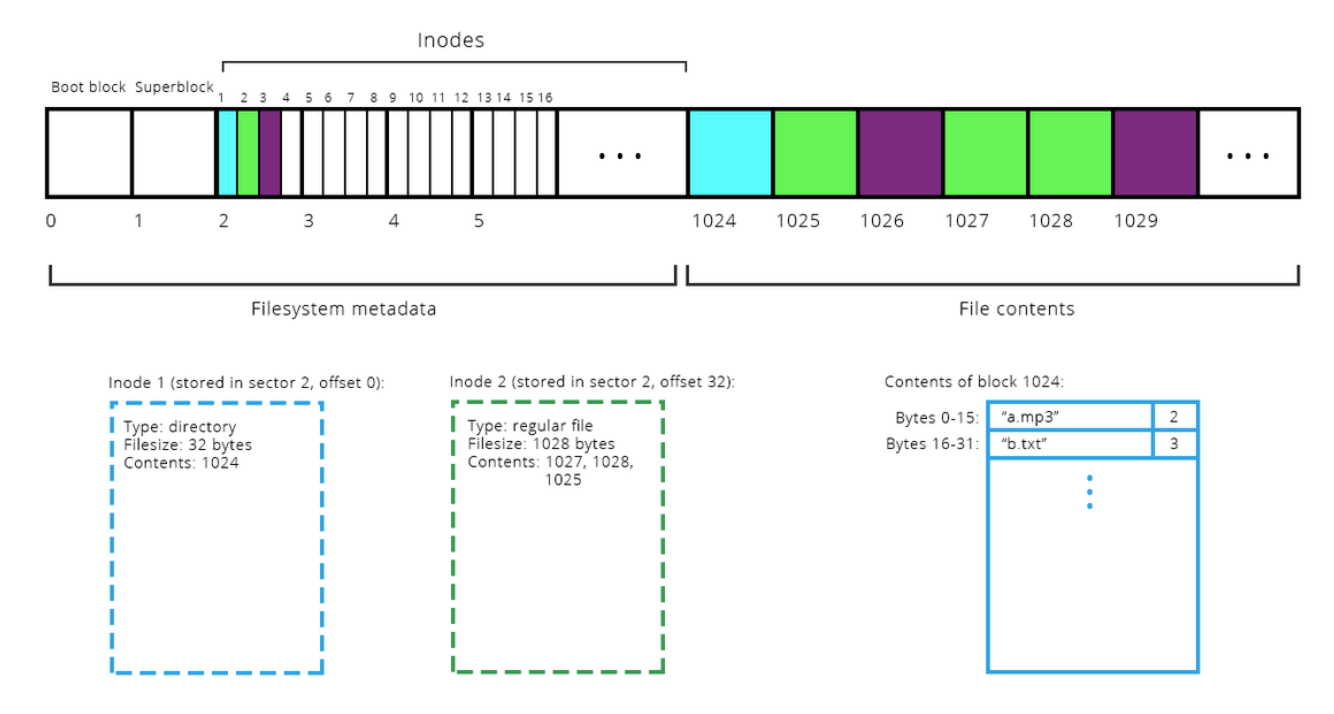 Inodes
Boot block Superblock
1 2 3 4 5 6 7 8 9 10 11 12 13 14 15 16
. . .
. . .
0 1 2 3 4 5 1024 1025 1026 1027 1028 1029
Filesystem metadata
File contents
Inode 1 (stored in sector 2, offset 0):
Type: directory
Filesize: 32 bytes
Contents: 1024
Inode 2 (stored in sector 2, offset 32):
Type: regular file
Filesize: 1028 bytes
Contents: 1027, 1028,
1025
Contents of block 1024:
Bytes 0-15: “a.mp3” 2
Bytes 16-31: “b.txt” 3